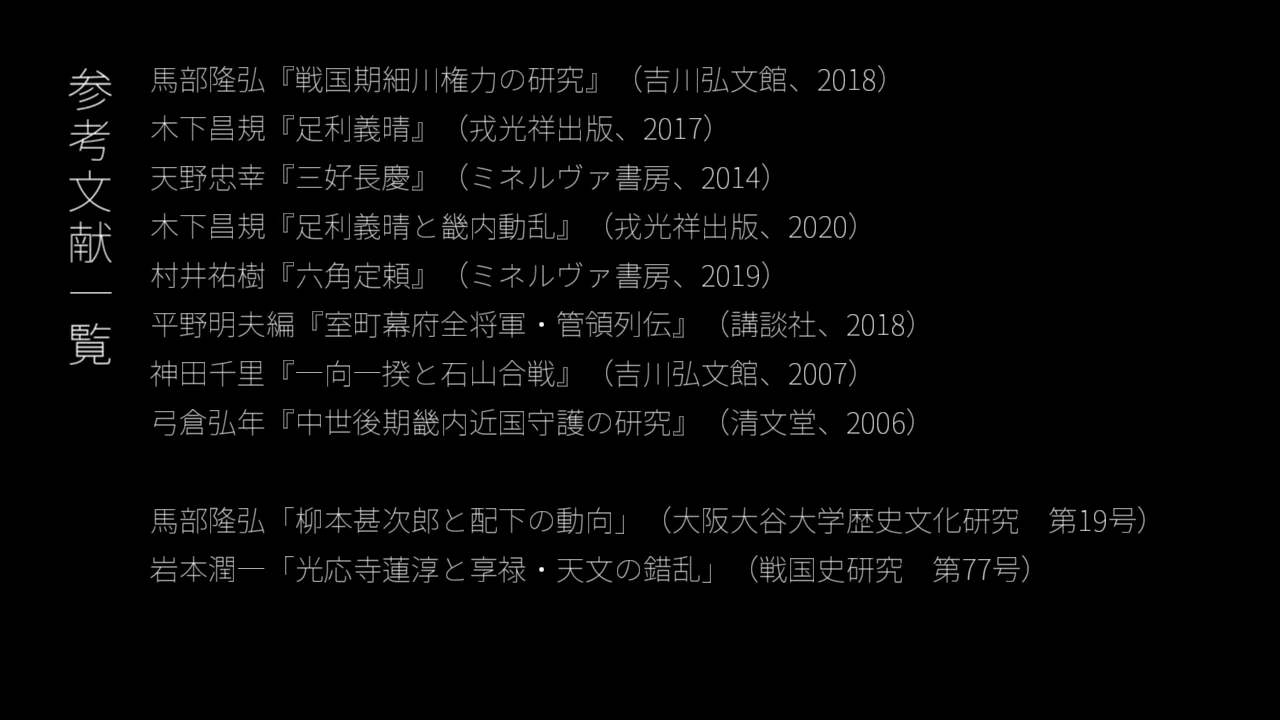 参考文献一覧
馬部隆弘『戦国期細川権力の研究』（吉川弘文館、2018）
木下昌規『足利義晴』（戎光祥出版、2017）
天野忠幸『三好長慶』（ミネルヴァ書房、2014）
木下昌規『足利義晴と畿内動乱』（戎光祥出版、2020）
村井祐樹『六角定頼』（ミネルヴァ書房、2019）
平野明夫編『室町幕府全将軍・管領列伝』（講談社、2018）
神田千里『一向一揆と石山合戦』（吉川弘文館、2007）
弓倉弘年『中世後期畿内近国守護の研究』（清文堂、2006）
馬部隆弘「柳本甚次郎と配下の動向」（大阪大谷大学歴史文化研究　第19号）
岩本潤一「光応寺蓮淳と享禄・天文の錯乱」（戦国史研究　第77号）